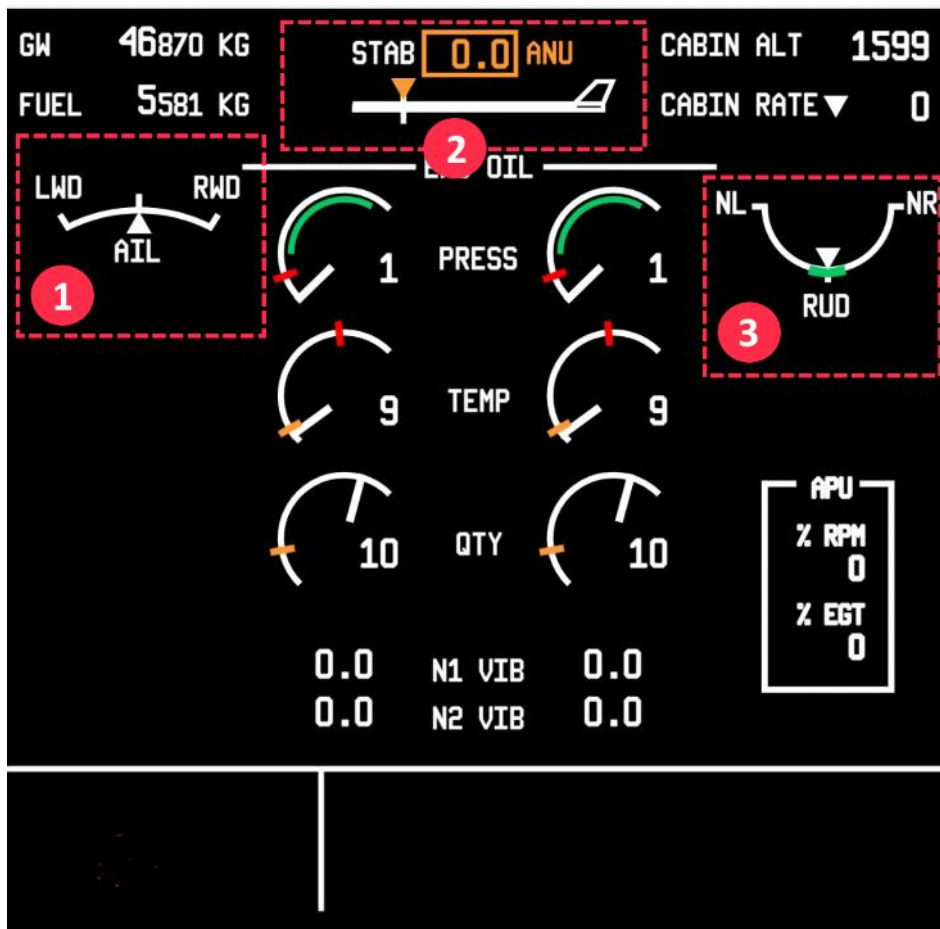 GW 46870 KG
STAB 0.0 ANU
CABIN ALT 1599
FUEL 5581 KG
CABIN RATE 0
2
OIL
LWD RWD
AIL
1
NL NR
RUD
3
1 PRESS 1
9 TEMP 9
10 QTY 10
APU
% RPM
0
% EGT
0
0.0 N1 VIB 0.0
0.0 N2 VIB 0.0